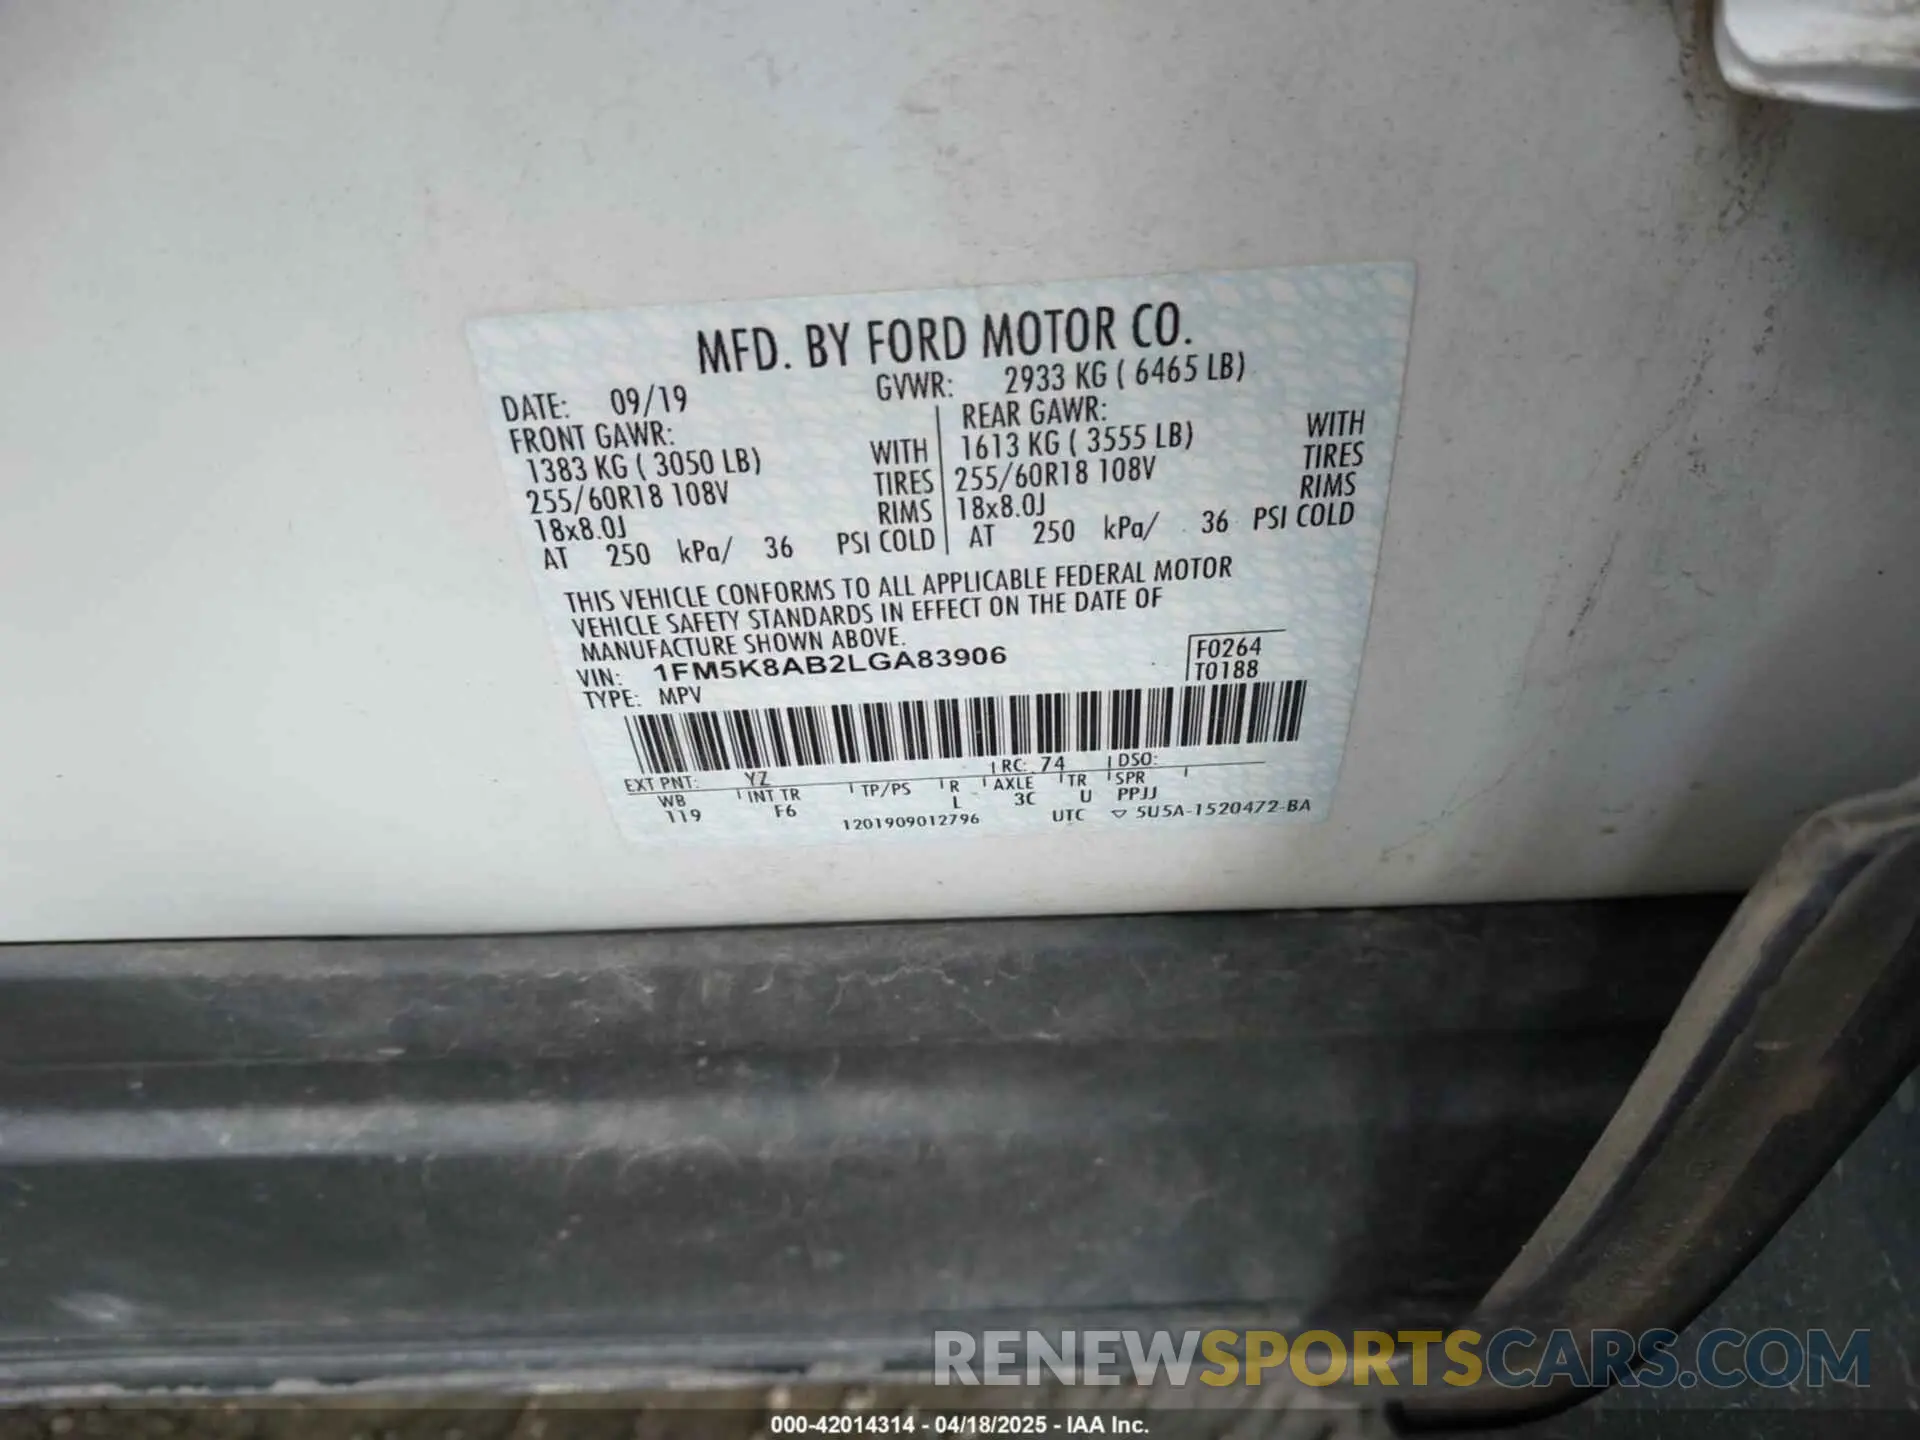 MFD. BY FORD MOTOR CO.
DATE: 09/19 GVWR: 2933 KG ( 6465 LB)
FRONT GAWR: REAR GAWR:
1383 KG ( 3050 LB) WITH 1613 KG ( 3555 LB) WITH
255/60R18 108V TIRES 255/60R18 108V TIRES
18x8.0J RIMS 18x8.0J RIMS
AT 250 kPa/ 36 PSI COLD AT 250 kPa/ 36 PSI COLD
THIS VEHICLE CONFORMS TO ALL APPLICABLE FEDERAL MOTOR
VEHICLE SAFETY STANDARDS IN EFFECT ON THE DATE OF
MANUFACTURE SHOWN ABOVE.
VIN: 1FM5K8AB2LGA83906 F0264
TYPE: MPV T0188
EXT PNT: YZ RC: 74 DSO:
WB INT TR TP/PS R AXLE TR SPR
119 F6 L 3C U PPJJ
1201909012796 UTC ▽ 5U5A-1520472-BA
RENEWSPORTSCARS.COM
000-42014314 - 04/18/2025 - IAA Inc.